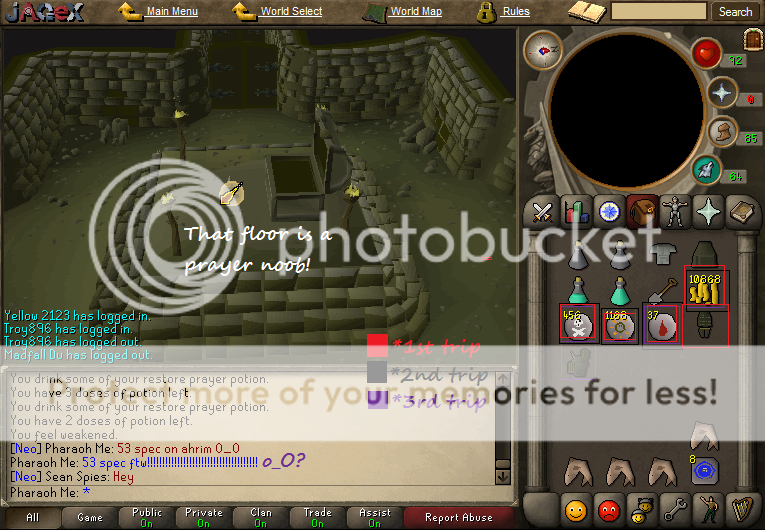 JAGeX
Main Menu
World Select
World Map
Rules
Search
92
0
85
64
That floor is a
prayer noob!
photobucket
10868
456
1166
37
8
Yellow 2123 has logged in.
Troy896 has logged in.
Troy896 has logged out.
Madfall Du has logged out.
*1st trip
*2nd trip
*3rd trip
more of your memories for less!
You drink some of your restore prayer potion.
You have 3 doses of potion left.
You drink some of your restore prayer potion.
You have 2 doses of potion left.
You feel weakened.
[Neo] Pharaoh Me: 53 spec on ahrim O_O
Pharaoh Me: 53 spec ftw!!!!!!!!!!!!!!!!!!!!!!!!!!!!!!!!!!!! o_O?
[Neo] Sean Spies: Hey
Pharaoh Me: *
All
Game
Public
On
Private
On
Clan
On
Trade
On
Assist
On
Report Abuse